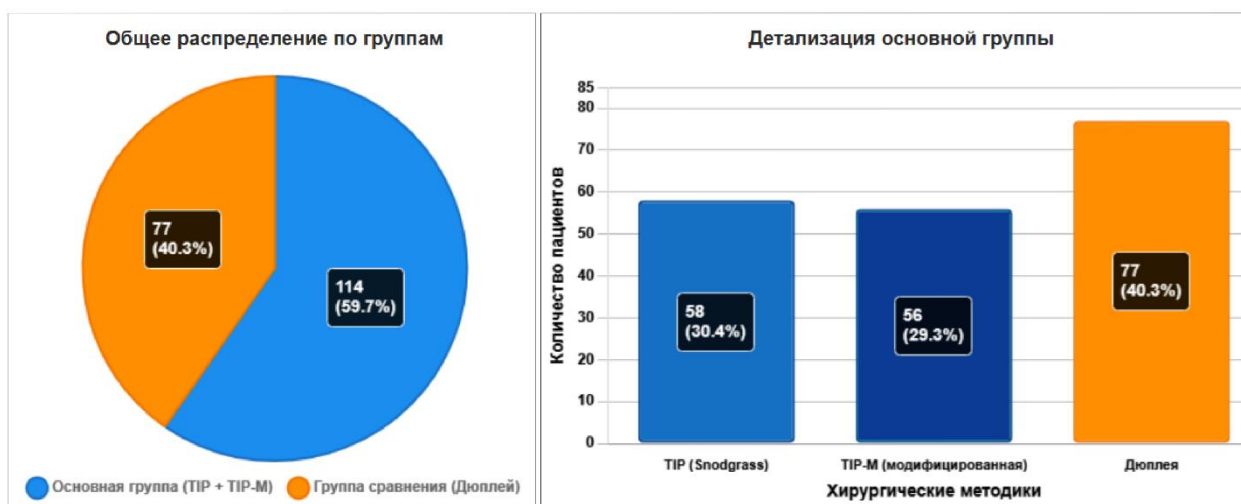 Общее распределение по группам
77
(40.3%)
114
(59.7%)
Основная группа (TIP + TIP-M)
Группа сравнения (Дюплей)
Детализация основной группы
Количество пациентов
85
80
70
60
50
40
30
20
10
0
58
(30.4%)
56
(29.3%)
77
(40.3%)
TIP (Snodgrass)
TIP-M (модифицированная)
Дюплея
Хирургические методики